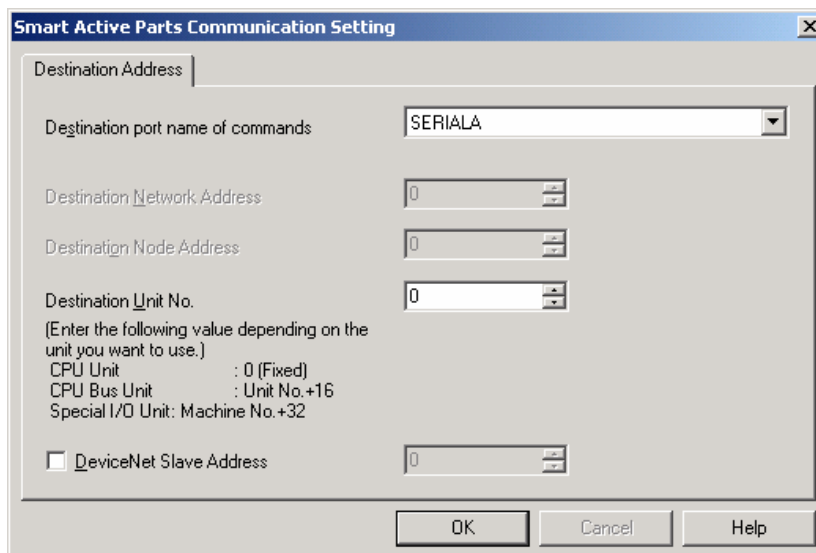 Smart Active Parts Communication Setting
Destination Address
Destination port name of commands SERIALA
Destination Network Address 0
Destination Node Address 0
Destination Unit No. 0
(Enter the following value depending on the
unit you want to use.)
CPU Unit : 0 (Fixed)
CPU Bus Unit : Unit No.+16
Special I/O Unit: Machine No.+32
DeviceNet Slave Address 0
OK Cancel Help